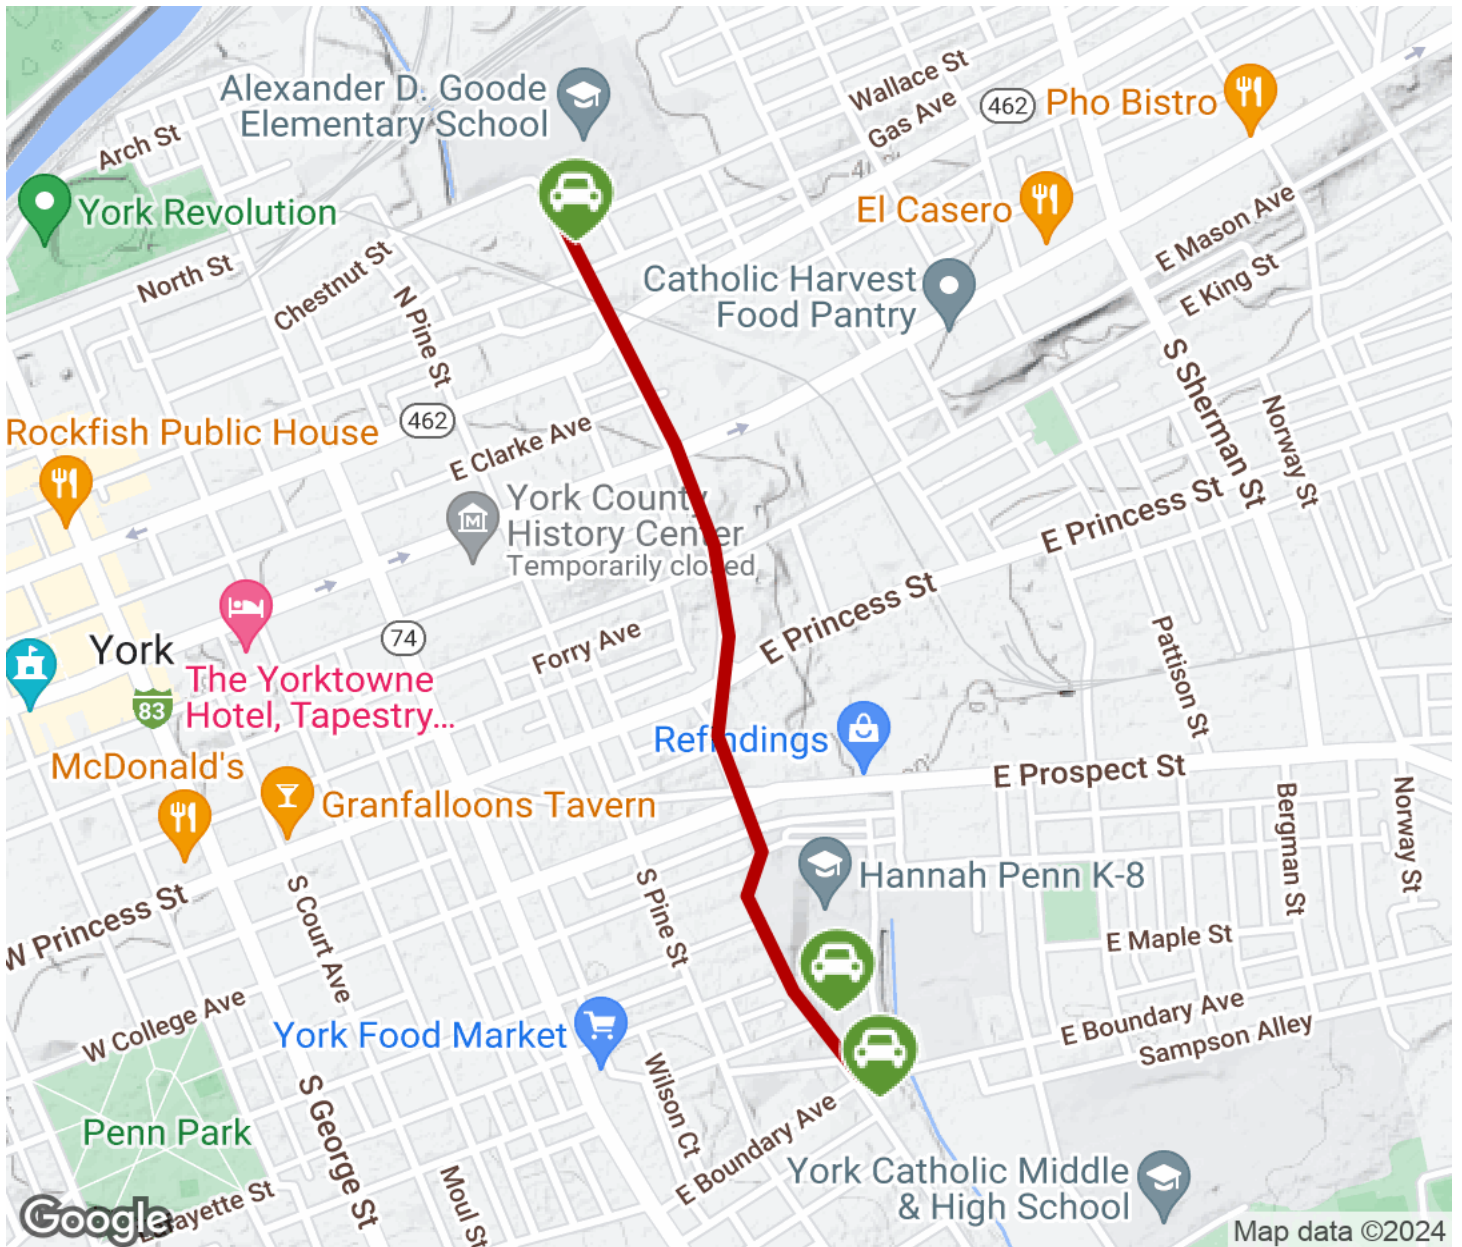 Alexander D. Goode
Elementary School
Wallace St
Gas Ave
462
Pho Bistro
Arch St
York Revolution
El Casero
E Mason Ave
E King St
North St
Chestnut St
N Pine St
Catholic Harvest
Food Pantry
S Sherman St
Norway St
Rockfish Public House
462
E Clarke Ave
York County
History Center
Temporarily closed
E Princess St
E Princess St
Forry Ave
74
York
83
The Yorktowne
Hotel, Tapestry...
Pattison St
Refindings
McDonald's
Granfalloons Tavern
E Prospect St
Bergman St
Norway St
Hannah Penn K-8
S Pine St
S Court Ave
W Princess St
E Maple St
W College Ave
York Food Market
E Boundary Ave
Sampson Alley
Wilson Ct
S George St
Penn Park
E Boundary Ave
York Catholic Middle
& High School
Moul St
Lafayette St
Google
Map data ©2024